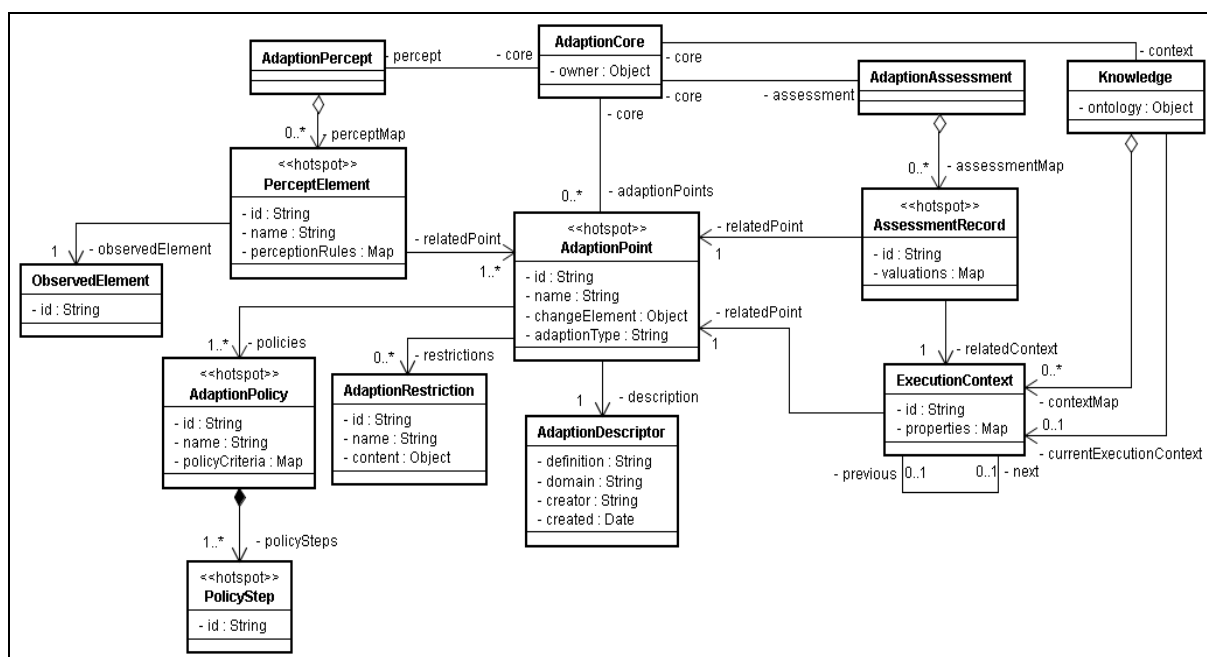 AdaptionPercept
- percept
- core
AdaptionCore
- owner : Object
- core
- core
- assessment
- context
AdaptionAssessment
Knowledge
- ontology : Object
0..*
- perceptMap
- core
0..*
- assessmentMap
<<hotspot>>
PerceptElement
- id : String
- name : String
- perceptionRules : Map
0..*
- adaptionPoints
<<hotspot>>
AssessmentRecord
- id : String
- valuations : Map
1
- observedElement
- relatedPoint
1..*
<<hotspot>>
AdaptionPoint
- id : String
- name : String
- changeElement : Object
- adaptionType : String
- relatedPoint
1
ObservedElement
- id : String
- relatedPoint
1
1
- relatedContext
1..*
- policies
0..*
- restrictions
0..*
- contextMap
<<hotspot>>
AdaptionPolicy
- id : String
- name : String
- policyCriteria : Map
AdaptionRestriction
- id : String
- name : String
- content : Object
1
- description
ExecutionContext
- id : String
- properties : Map
0..1
- currentExecutionContext
AdaptionDescriptor
- definition : String
- domain : String
- creator : String
- created : Date
- previous
0..1
0..1
- next
1..*
- policySteps
<<hotspot>>
PolicyStep
- id : String